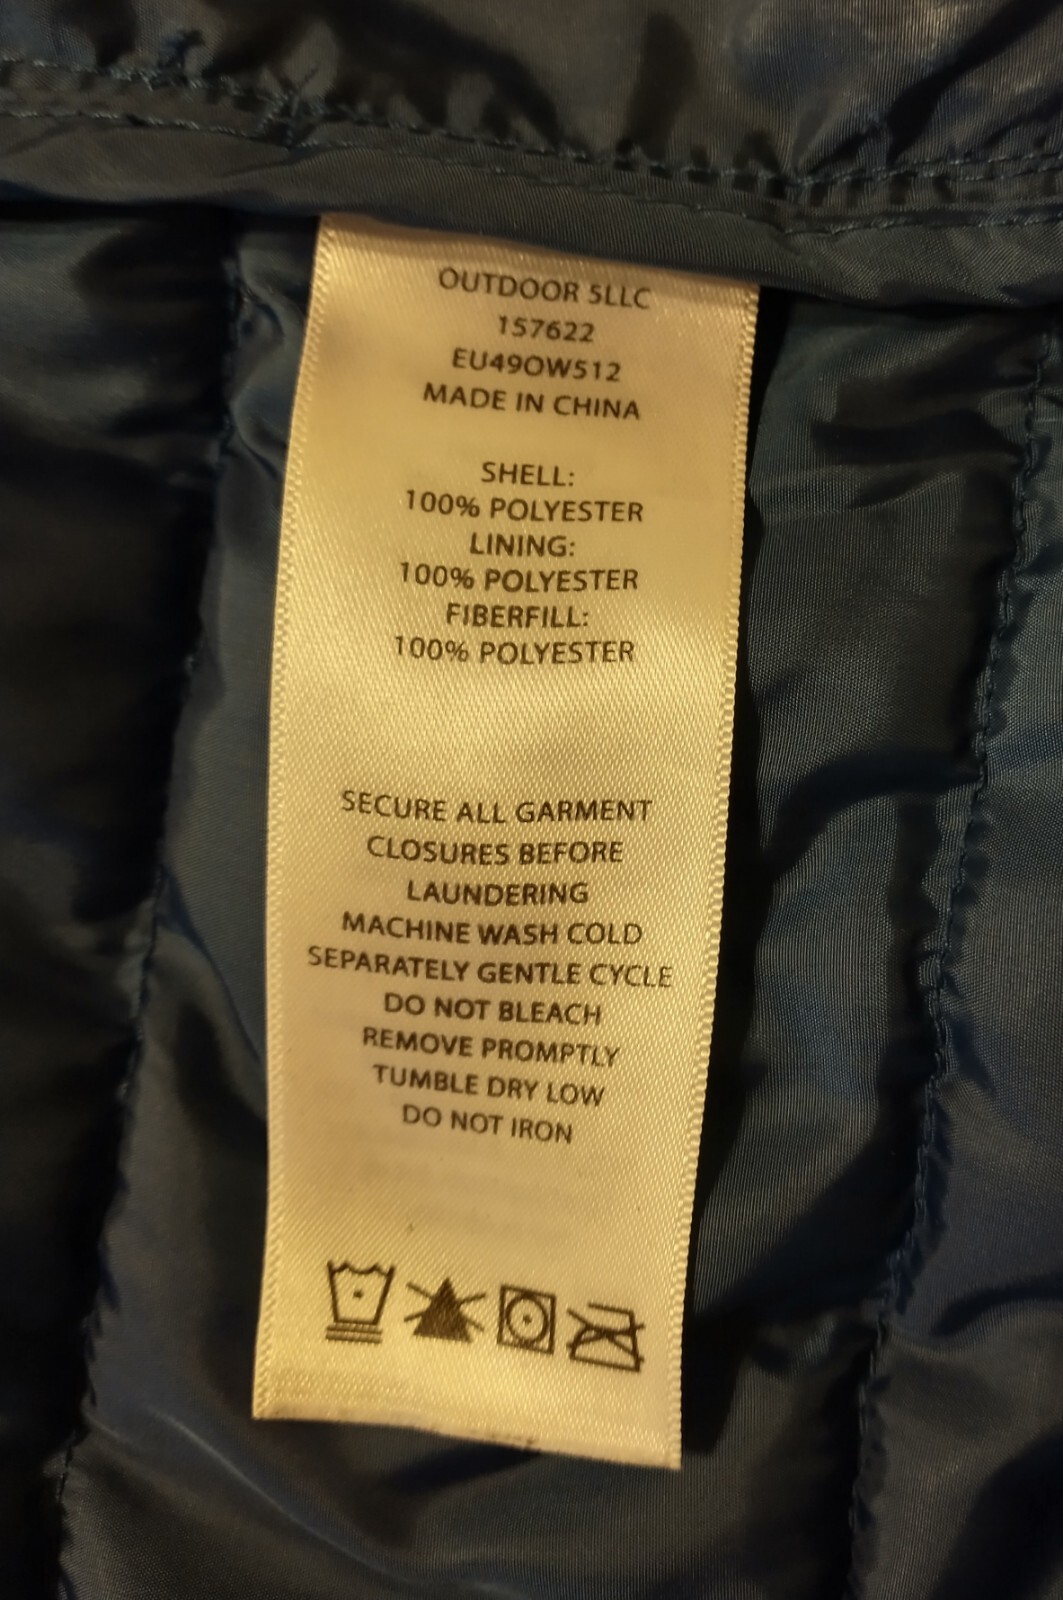 OUTDOOR 5LLC
157622
EU49OW512
MADE IN CHINA
SHELL:
100% POLYESTER
LINING:
100% POLYESTER
FIBERFILL:
100% POLYESTER
SECURE ALL GARMENT
CLOSURES BEFORE
LAUNDERING
MACHINE WASH COLD
SEPARATELY GENTLE CYCLE
DO NOT BLEACH
REMOVE PROMPTLY
TUMBLE DRY LOW
DO NOT IRON